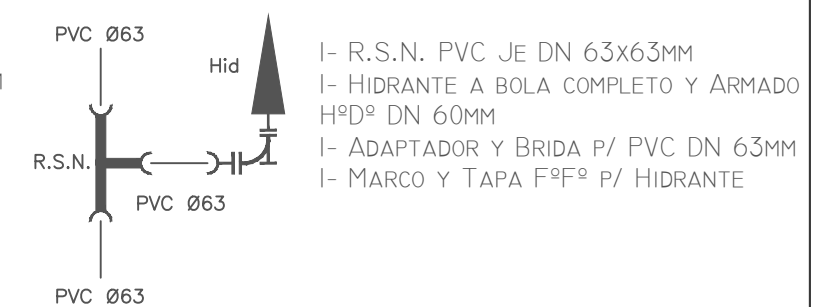 PVC Ø63
Hid
R.S.N.
PVC Ø63
PVC Ø63
1- R.S.N. PVC JE DN 63X63MM
1- HIDRANTE A BOLA COMPLETO Y ARMADO
HºDº DN 60MM
1- ADAPTADOR Y BRIDA P/ PVC DN 63MM
1- MARCO Y TAPA FºFº P/ HIDRANTE